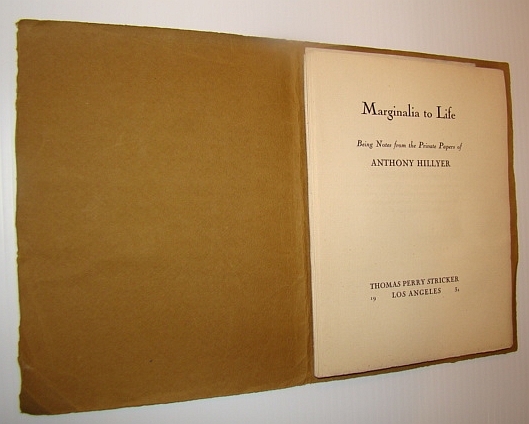 Marginalia to Life
Being Notes from the Private Papers of
ANTHONY HILLYER
THOMAS PERRY STRICKER
19 LOS ANGELES 31